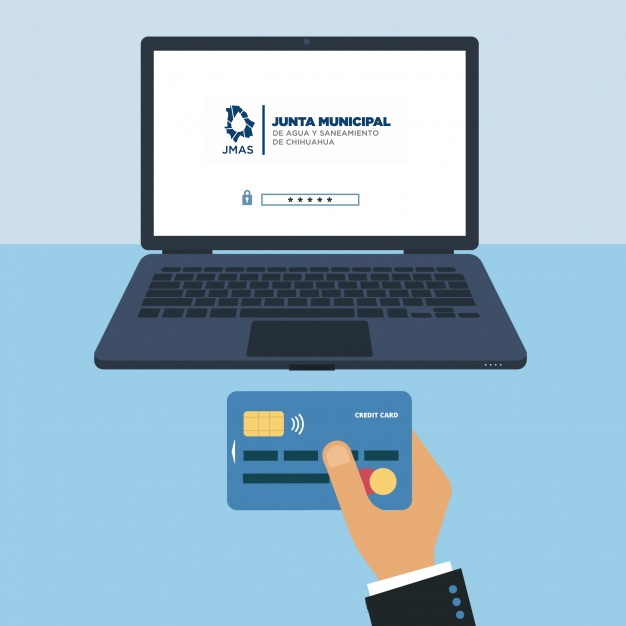 JUNTA MUNICIPAL
DE AGUA Y SANEAMIENTO
DE CHIHUAHUA
JMAS
*****
CREDIT CARD